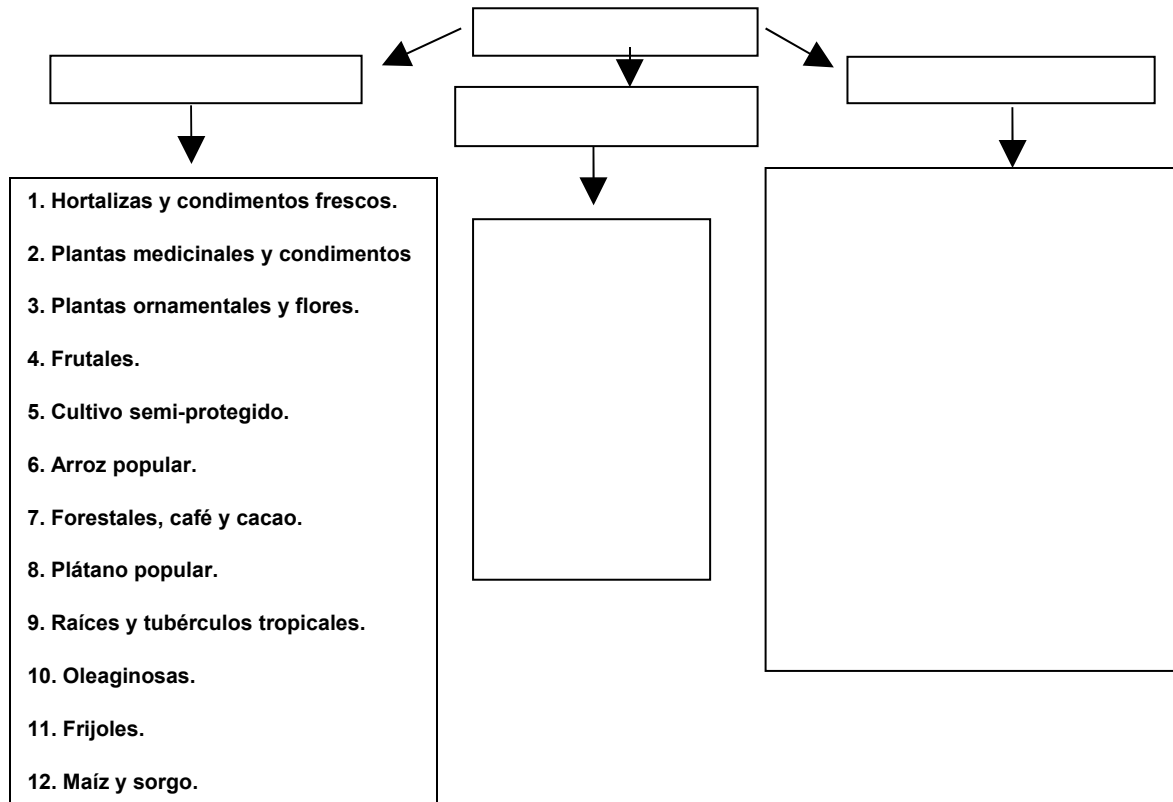 1. Hortalizas y condimentos frescos.
2. Plantas medicinales y condimentos
3. Plantas ornamentales y flores.
4. Frutales.
5. Cultivo semi-protegido.
6. Arroz popular.
7. Forestales, café y cacao.
8. Plátano popular.
9. Raíces y tubérculos tropicales.
10. Oleaginosas.
11. Frijoles.
12. Maíz y sorgo.